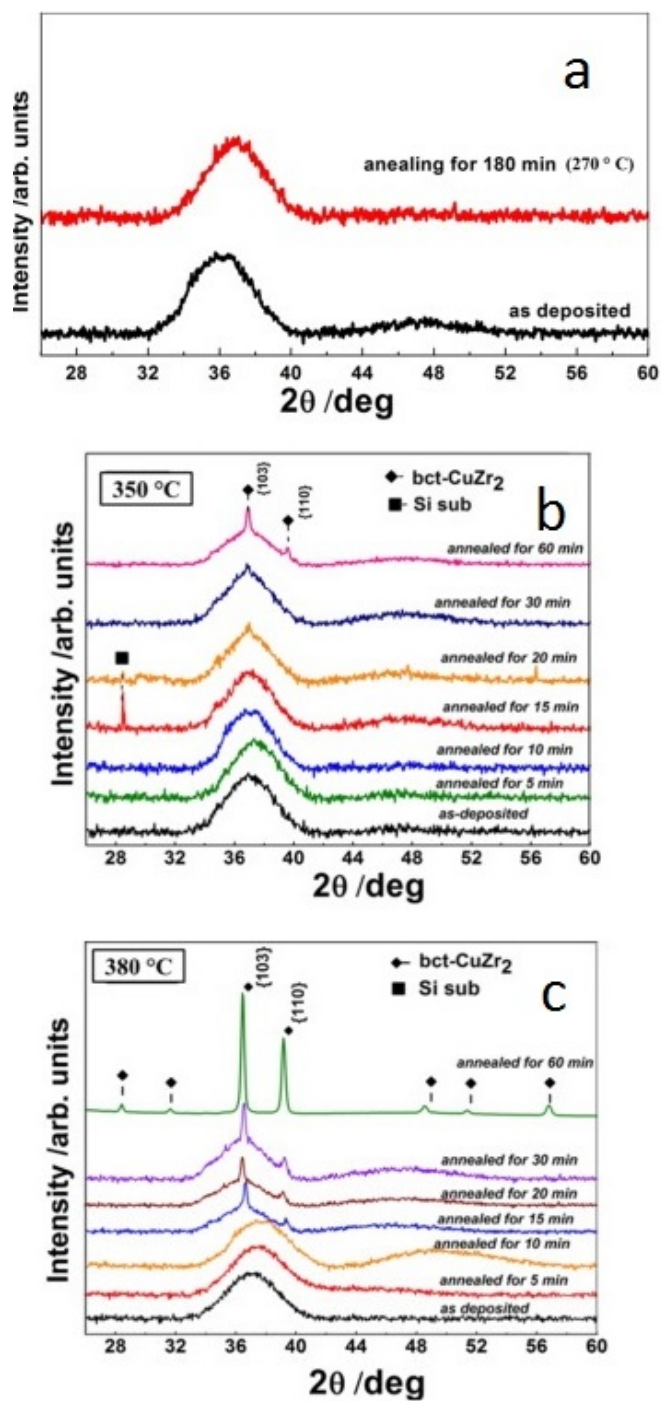 a
Intensity /arb. units
anealing for 180 min (270 ° C)
as deposited
28 32 36 40 44 48 52 56 60
2θ /deg
350 °C
{103}
{110}
bct-CuZr2
Si sub
b
Intensity /arb. units
annealed for 60 min
annealed for 30 min
annealed for 20 min
annealed for 15 min
annealed for 10 min
annealed for 5 min
as-deposited
28 32 36 40 44 48 52 56 60
2θ /deg
380 °C
{103}
{110}
bct-CuZr2
Si sub
c
Intensity /arb. units
annealed for 60 min
annealed for 30 min
annealed for 20 min
annealed for 15 min
annealed for 10 min
annealed for 5 min
as deposited
28 32 36 40 44 48 52 56 60
2θ /deg